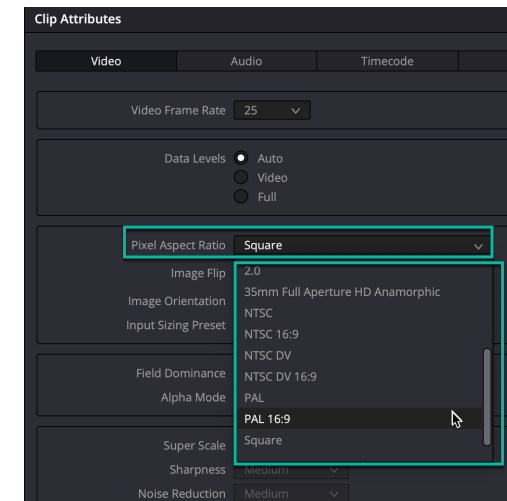 Clip Attributes
Video Audio Timecode
Video Frame Rate 25
Data Levels Auto
Video
Full
Pixel Aspect Ratio Square
Image Flip 2.0
35mm Full Aperture HD Anamorphic
Image Orientation
NTSC
Input Sizing Preset
NTSC 16:9
NTSC DV
Field Dominance NTSC DV 16:9
Alpha Mode PAL
PAL 16:9
Super Scale Square
Sharpness Medium
Noise Reduction Medium